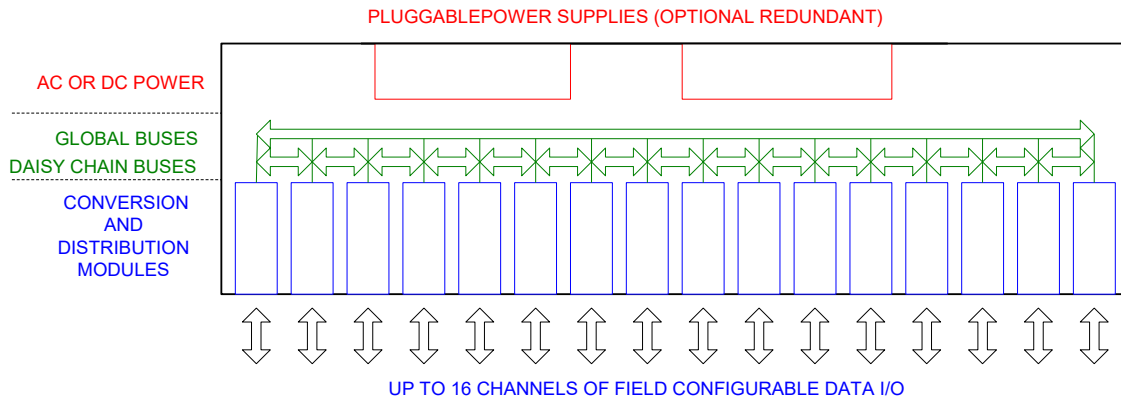 PLUGGABLEPOWER SUPPLIES (OPTIONAL REDUNDANT)
AC OR DC POWER
GLOBAL BUSES
DAISY CHAIN BUSES
CONVERSION
AND
DISTRIBUTION
MODULES
UP TO 16 CHANNELS OF FIELD CONFIGURABLE DATA I/O